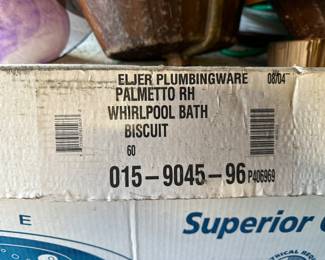 ELJER PLUMBINGWARE 08/04
PALMETTO RH
WHIRLPOOL BATH
BISCUIT
60
015-9045-96 P406969
E
Superior